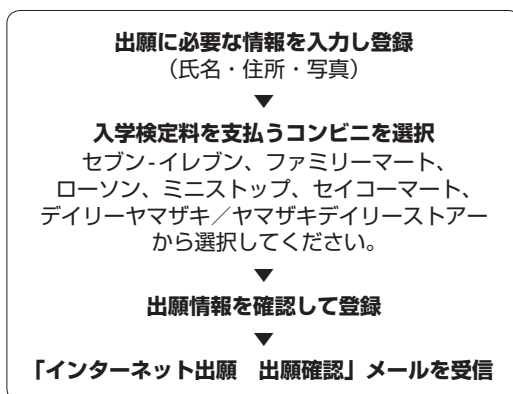 出願に必要な情報を入力し登録
（氏名・住所・写真）
▼
入学検定料を支払うコンビニを選択
セブン‐イレブン、ファミリーマート、
ローソン、ミニストップ、セイコーマート、
デイリーヤマザキ／ヤマザキデイリーストアー
から選択してください。
▼
出願情報を確認して登録
▼
「インターネット出願　出願確認」メールを受信